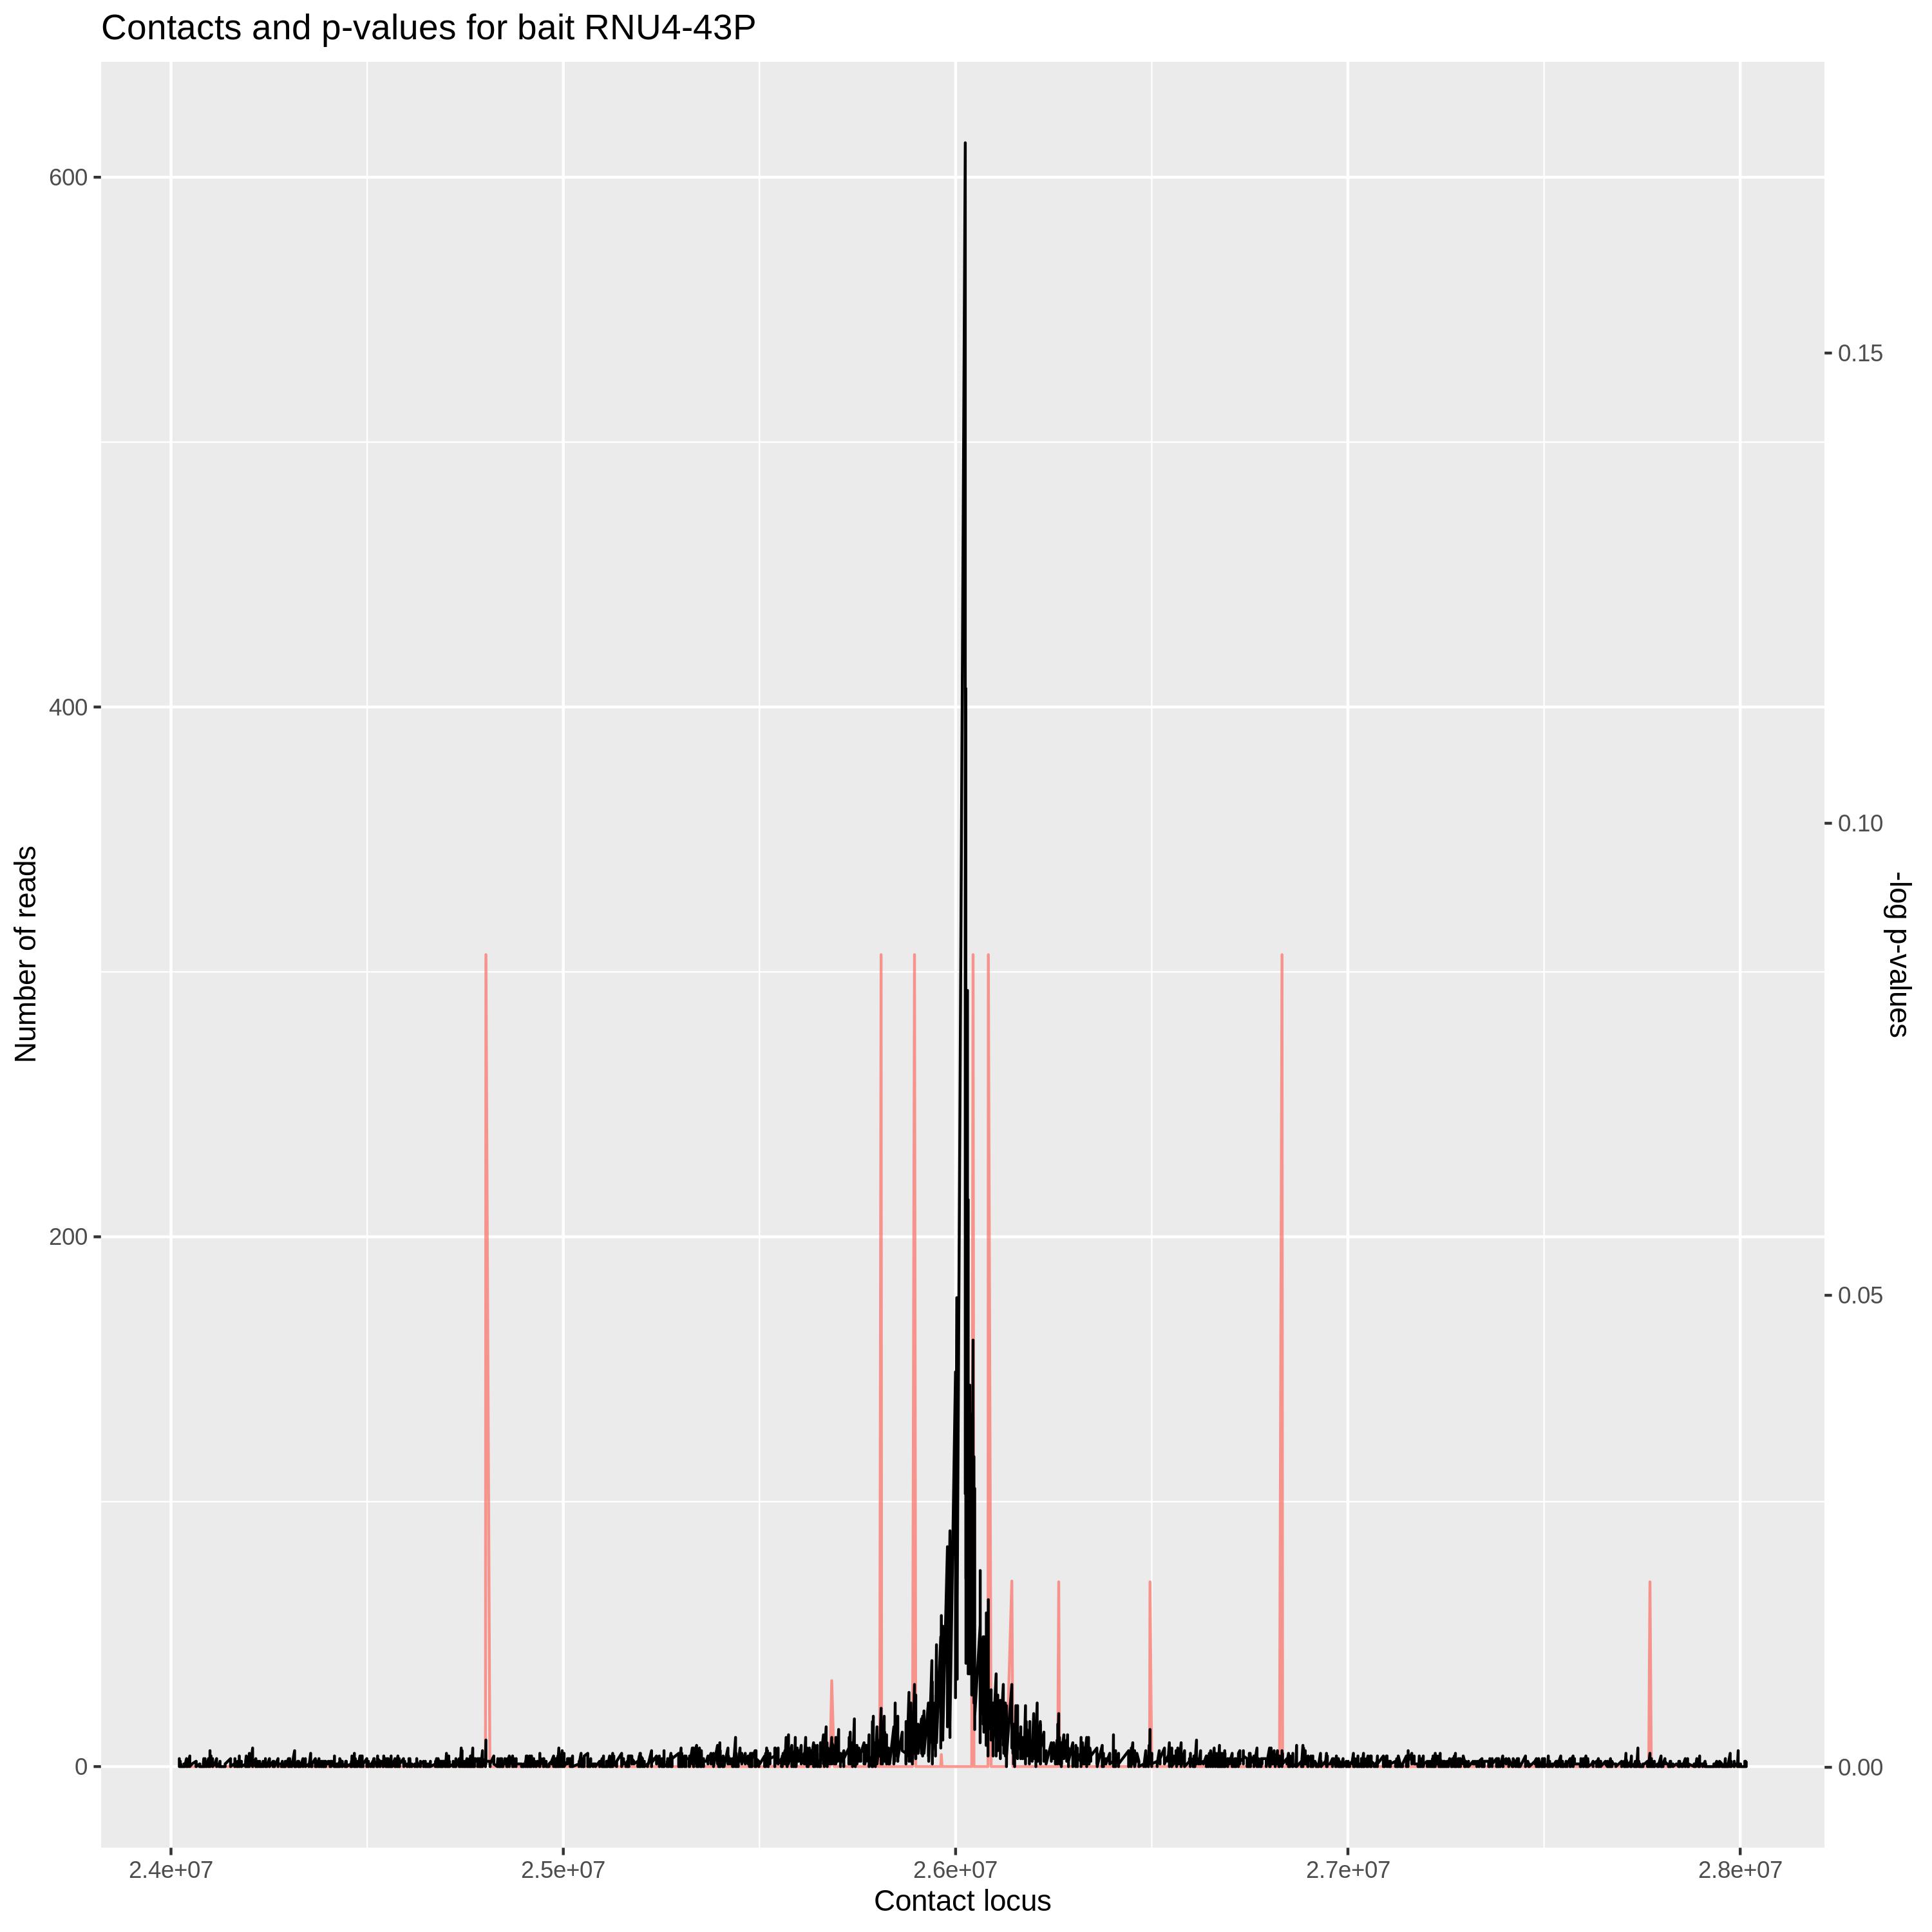 Contacts and p-values for bait RNU4-43P
600
400
200
0
Number of reads
0.15
0.10
0.05
0.00
-log p-values
2.4e+07 2.5e+07 2.6e+07 2.7e+07 2.8e+07
Contact locus